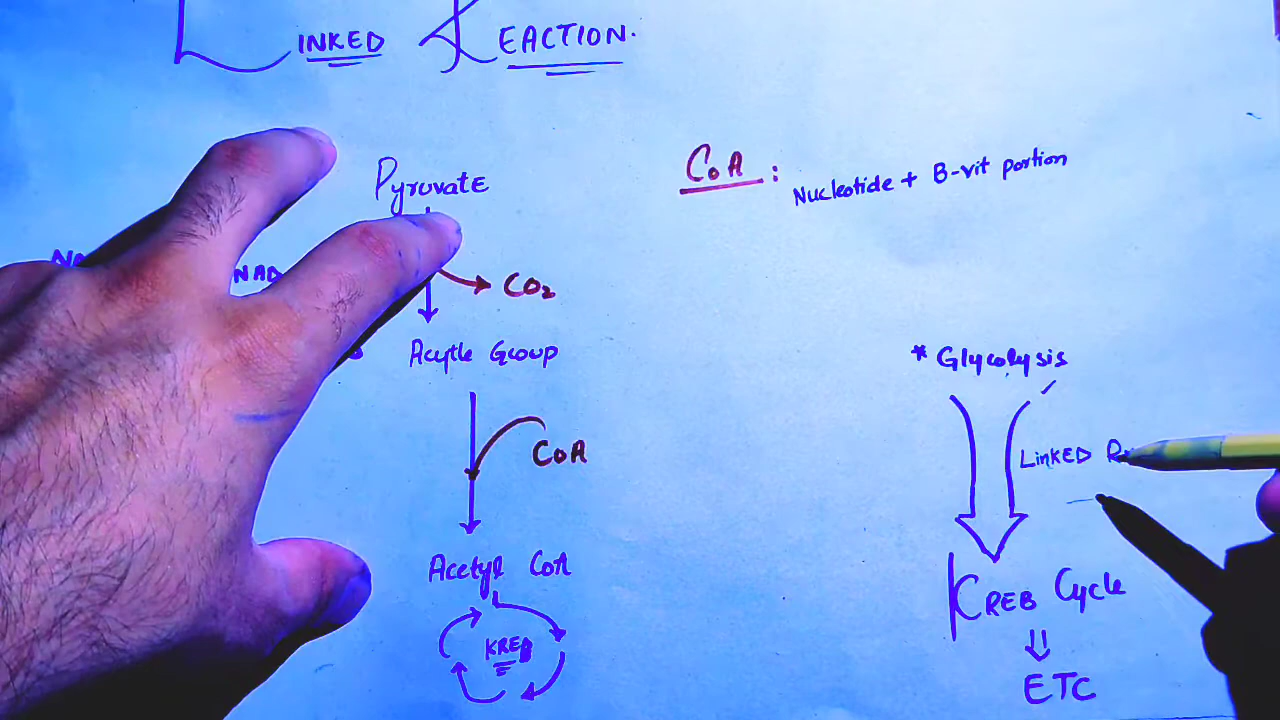 LINKED REACTION.
Pyruvate
CO₂
Acytle Group
CoA
Acetyl CoA
KREB
CoA :
Nucleotide + B-vit portion
* Glycolysis
LINKED
KREB Cycle
ETC